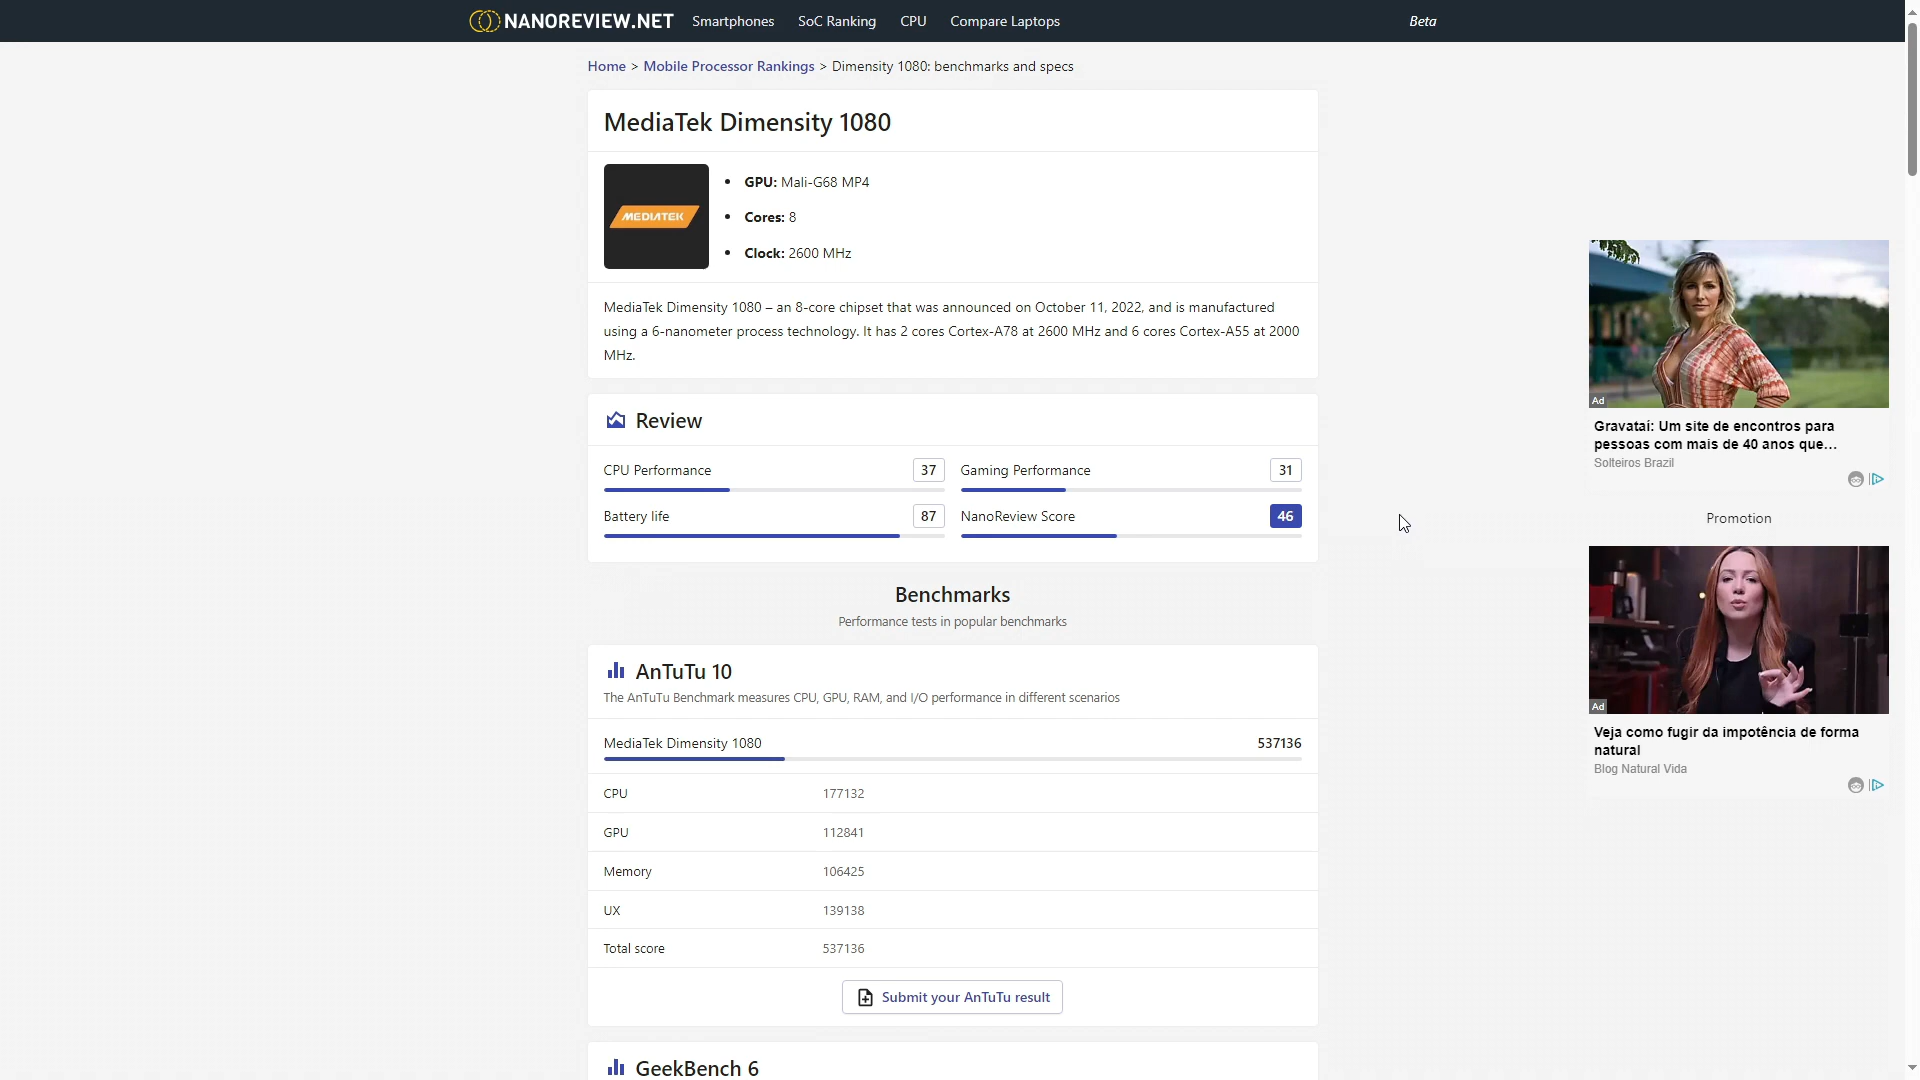 NANOREVIEW.NET Smartphones SoC Ranking CPU Compare Laptops Beta
Home > Mobile Processor Rankings > Dimensity 1080: benchmarks and specs
MediaTek Dimensity 1080
MEDIATEK
• GPU: Mali-G68 MP4
• Cores: 8
• Clock: 2600 MHz
MediaTek Dimensity 1080 – an 8-core chipset that was announced on October 11, 2022, and is manufactured
using a 6-nanometer process technology. It has 2 cores Cortex-A78 at 2600 MHz and 6 cores Cortex-A55 at 2000
MHz.
Review
CPU Performance 37 Gaming Performance 31
Battery life 87 NanoReview Score 46
Benchmarks
Performance tests in popular benchmarks
AnTuTu 10
The AnTuTu Benchmark measures CPU, GPU, RAM, and I/O performance in different scenarios
MediaTek Dimensity 1080 537136
CPU 177132
GPU 112841
Memory 106425
UX 139138
Total score 537136
Submit your AnTuTu result
GeekBench 6
Ad
Gravataí: Um site de encontros para
pessoas com mais de 40 anos que...
Solteiros Brazil
Promotion
Ad
Veja como fugir da impotência de forma
natural
Blog Natural Vida